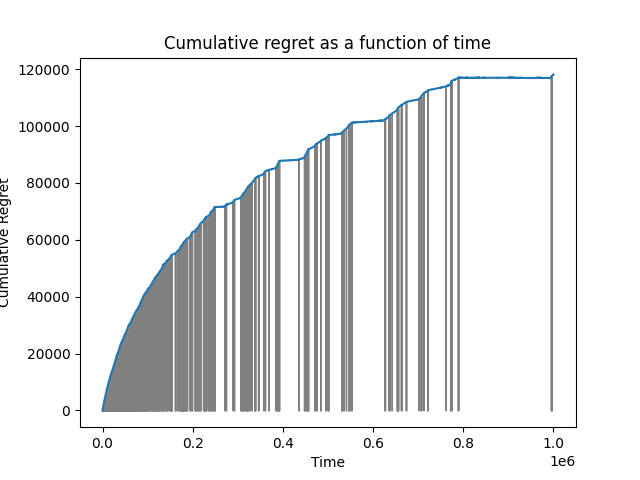 Cumulative regret as a function of time
120000
100000
80000
60000
40000
20000
0
Cumulative Regret
0.0 0.2 0.4 0.6 0.8 1.0
1e6
Time